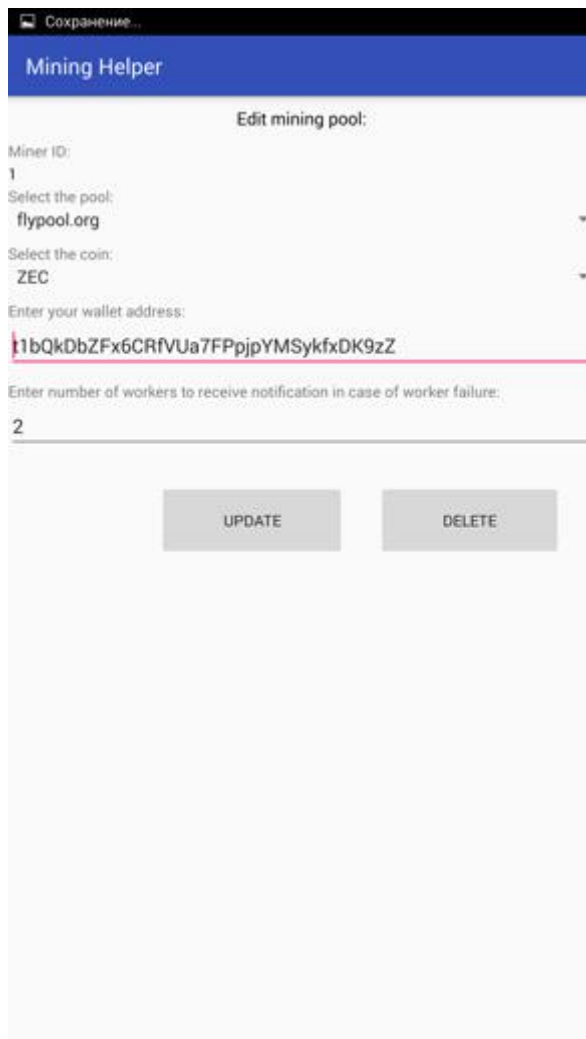 Сохранение...
Mining Helper
Edit mining pool:
Miner ID:
1
Select the pool:
flypool.org
Select the coin:
ZEC
Enter your wallet address:
t1bQkDbZFx6CRfVUa7FPpjpYMSykfxDK9zZ
Enter number of workers to receive notification in case of worker failure:
2
UPDATE DELETE